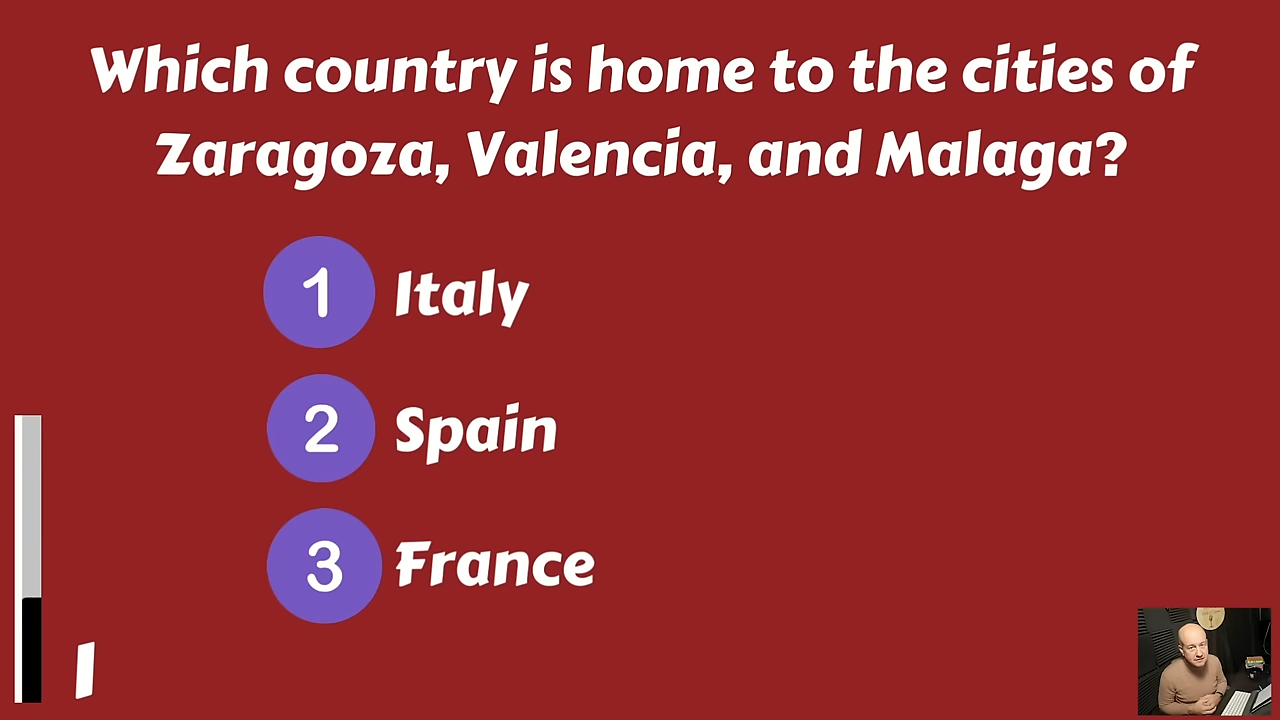 Which country is home to the cities of
Zaragoza, Valencia, and Malaga?
1 Italy
2 Spain
3 France
1